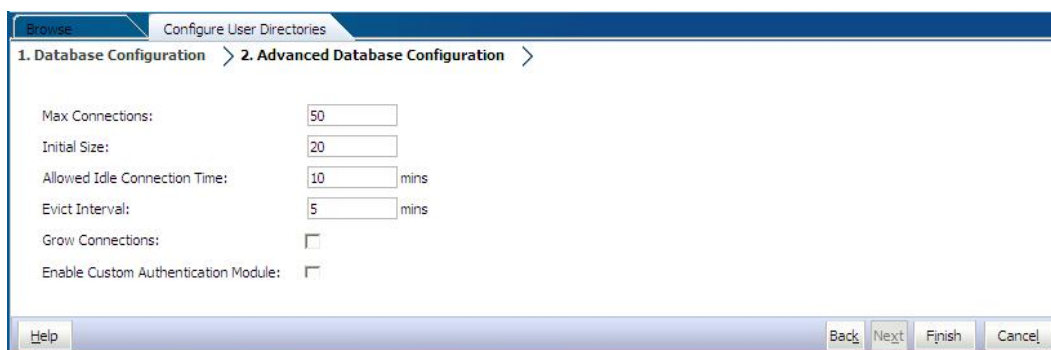 Browse Configure User Directories
1. Database Configuration 2. Advanced Database Configuration
Max Connections: 50
Initial Size: 20
Allowed Idle Connection Time: 10 mins
Evict Interval: 5 mins
Grow Connections:
Enable Custom Authentication Module:
Help Back Next Finish Cancel